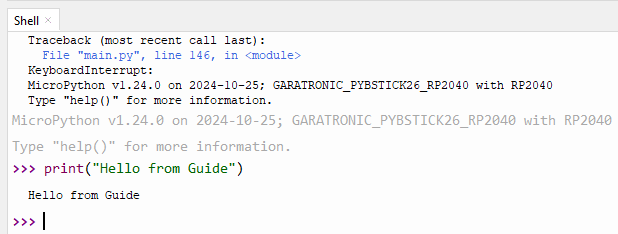 Shell ×
Traceback (most recent call last):
File "main.py", line 146, in <module>
KeyboardInterrupt:
MicroPython v1.24.0 on 2024-10-25; GARATRONIC_PYBSTICK26_RP2040 with RP2040
Type "help()" for more information.
MicroPython v1.24.0 on 2024-10-25; GARATRONIC_PYBSTICK26_RP2040 with RP2040
Type "help()" for more information.
>>> print("Hello from Guide")
Hello from Guide
>>>